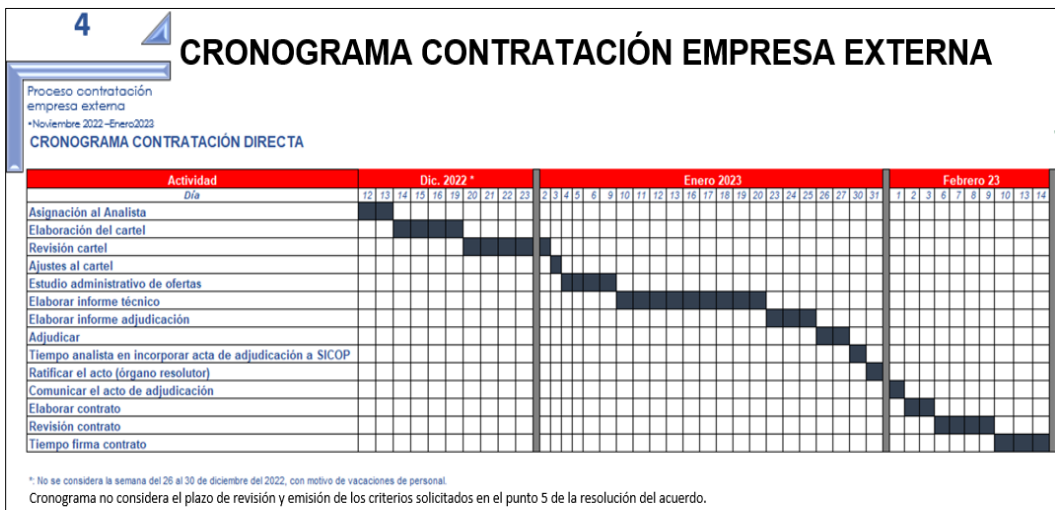 4
CRONOGRAMA CONTRATACIÓN EMPRESA EXTERNA
Proceso contratación
empresa externa
•Noviembre 2022 –Enero2023
CRONOGRAMA CONTRATACIÓN DIRECTA
Actividad Dic. 2022 * Enero 2023 Febrero 23
Día 12 13 14 15 16 19 20 21 22 23 2 3 4 5 6 9 10 11 12 13 16 17 18 19 20 23 24 25 26 27 30 31 1 2 3 6 7 8 9 10 13 14
Asignación al Analista
Elaboración del cartel
Revisión cartel
Ajustes al cartel
Estudio administrativo de ofertas
Elaborar informe técnico
Elaborar informe adjudicación
Adjudicar
Tiempo analista en incorporar acta de adjudicación a SICOP
Ratificar el acto (órgano resolutor)
Comunicar el acto de adjudicación
Elaborar contrato
Revisión contrato
Tiempo firma contrato
*: No se considera la semana del 26 al 30 de diciembre del 2022, con motivo de vacaciones de personal.
Cronograma no considera el plazo de revisión y emisión de los criterios solicitados en el punto 5 de la resolución del acuerdo.